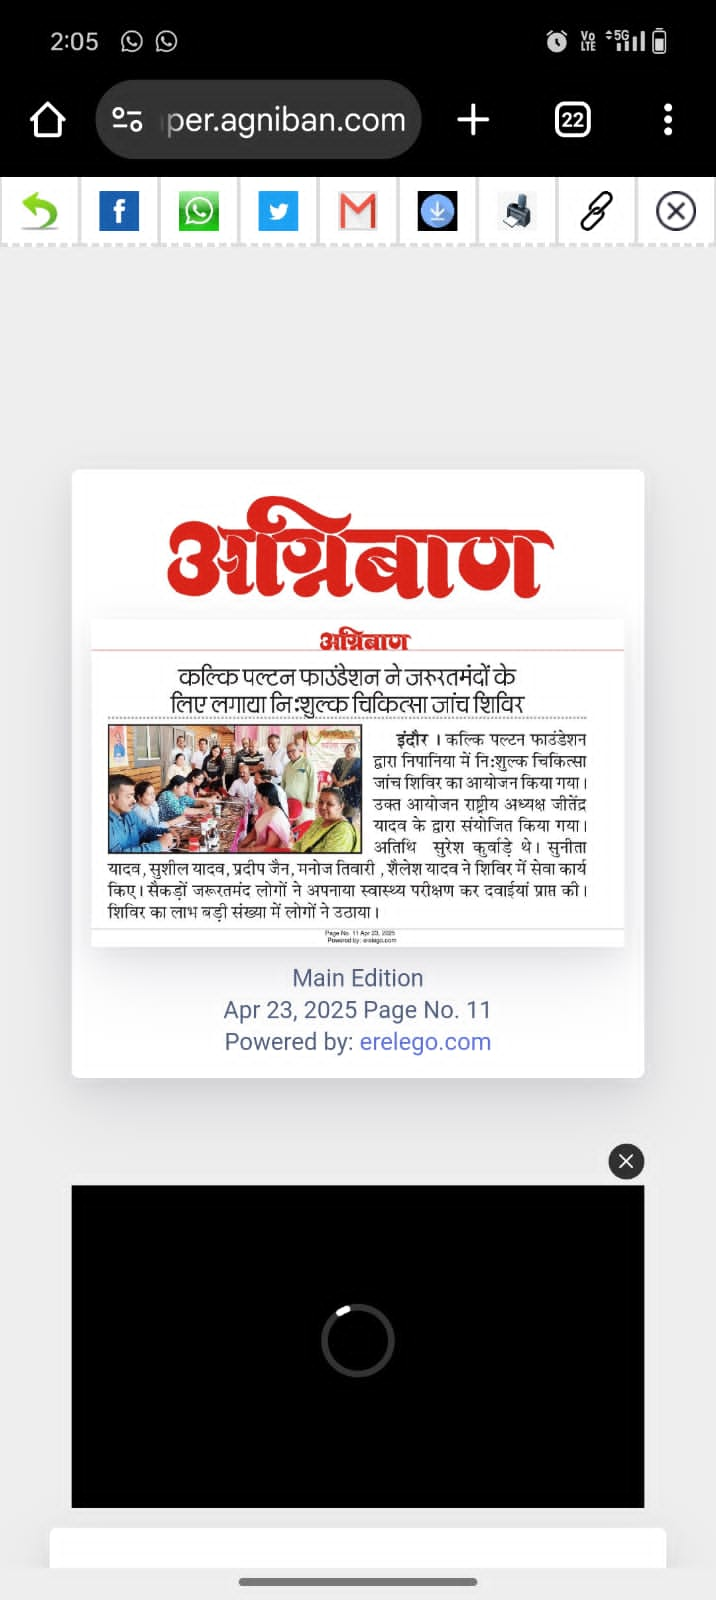 2:05
Vo
LTE
5G
per.agniban.com
22
अग्निबाण
अग्निबाण
कल्कि पल्टन फाउंडेशन ने जरूरतमंदों के
लिए लगाया नि:शुल्क चिकित्सा जांच शिविर
इंदौर । कल्कि पल्टन फाउंडेशन
द्वारा निपानिया में नि:शुल्क चिकित्सा
जांच शिविर का आयोजन किया गया।
उक्त आयोजन राष्ट्रीय अध्यक्ष जीतेंद्र
यादव के द्वारा संयोजित किया गया।
अतिथि सुरेश कुर्वाड़े थे। सुनीता
यादव, सुशील यादव, प्रदीप जैन, मनोज तिवारी , शैलेश यादव ने शिविर में सेवा कार्य
किए। सैकड़ों जरूरतमंद लोगों ने अपनाया स्वास्थ्य परीक्षण कर दवाईयां प्राप्त की।
शिविर का लाभ बड़ी संख्या में लोगों ने उठाया।
Page No. 11 Apr 23, 2025
Powered by: erelego.com
Main Edition
Apr 23, 2025 Page No. 11
Powered by: erelego.com